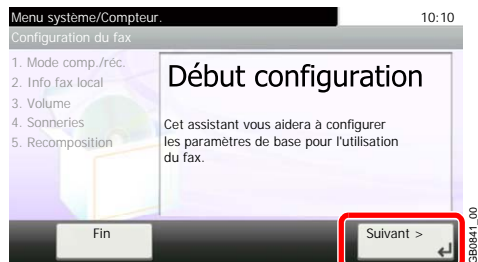 Menu système/Compteur.
10:10
Configuration du fax
1. Mode comp./réc.
2. Info fax local
3. Volume
4. Sonneries
5. Recomposition
Début configuration
Cet assistant vous aidera à configurer
les paramètres de base pour l'utilisation
du fax.
Fin
Suivant >
GB0841_00